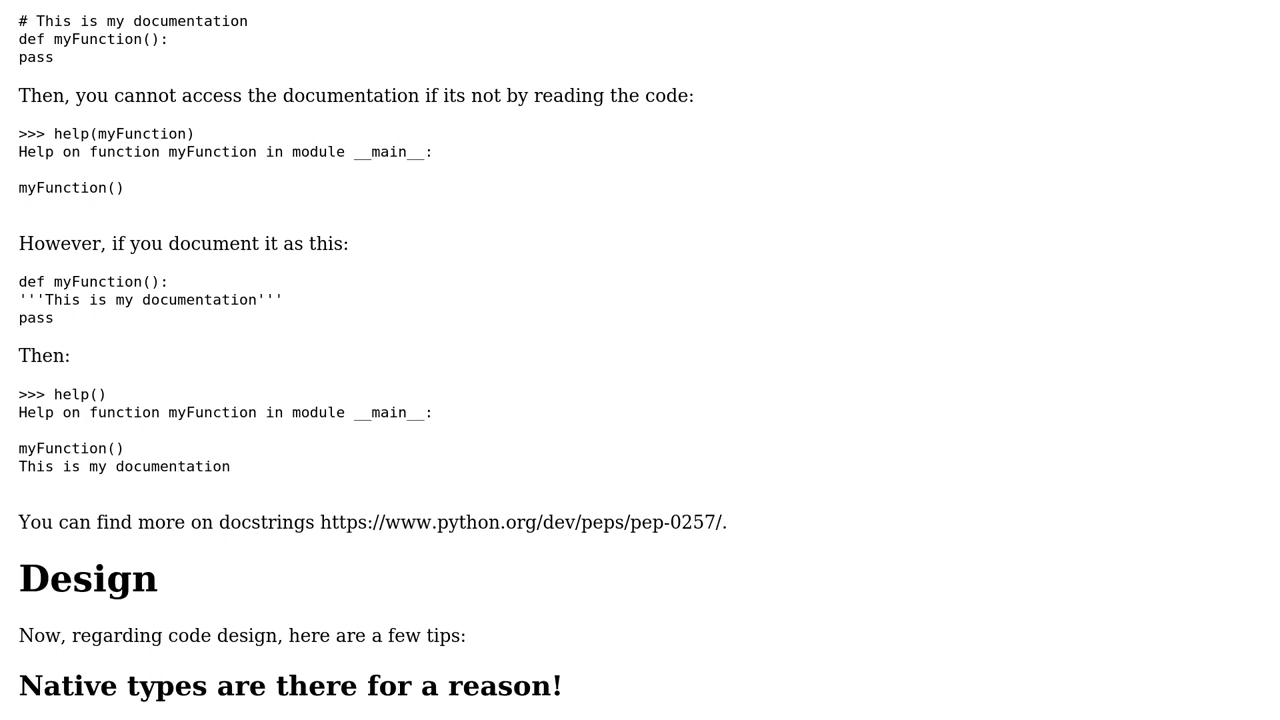 # This is my documentation
def myFunction():
pass
Then, you cannot access the documentation if its not by reading the code:
>>> help(myFunction)
Help on function myFunction in module __main__:
myFunction()
However, if you document it as this:
def myFunction():
'''This is my documentation'''
pass
Then:
>>> help()
Help on function myFunction in module __main__:
myFunction()
This is my documentation
You can find more on docstrings https://www.python.org/dev/peps/pep-0257/.
Design
Now, regarding code design, here are a few tips:
Native types are there for a reason!